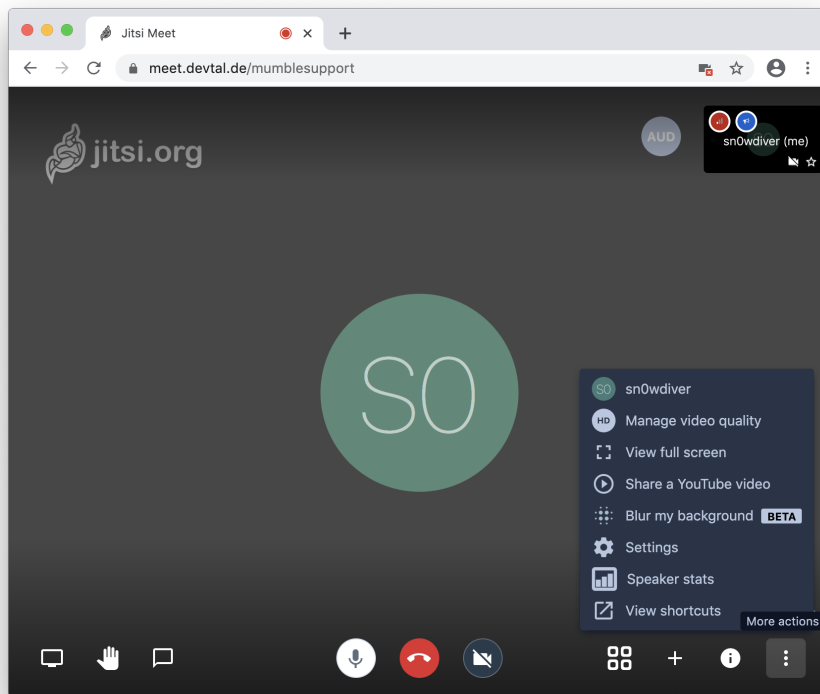 Jitsi Meet
meet.devtal.de/mumblesupport
jitsi.org
AUD
sn0wdiver (me)
S0
S0 sn0wdiver
HD Manage video quality
View full screen
Share a YouTube video
Blur my background BETA
Settings
Speaker stats
View shortcuts
More actions